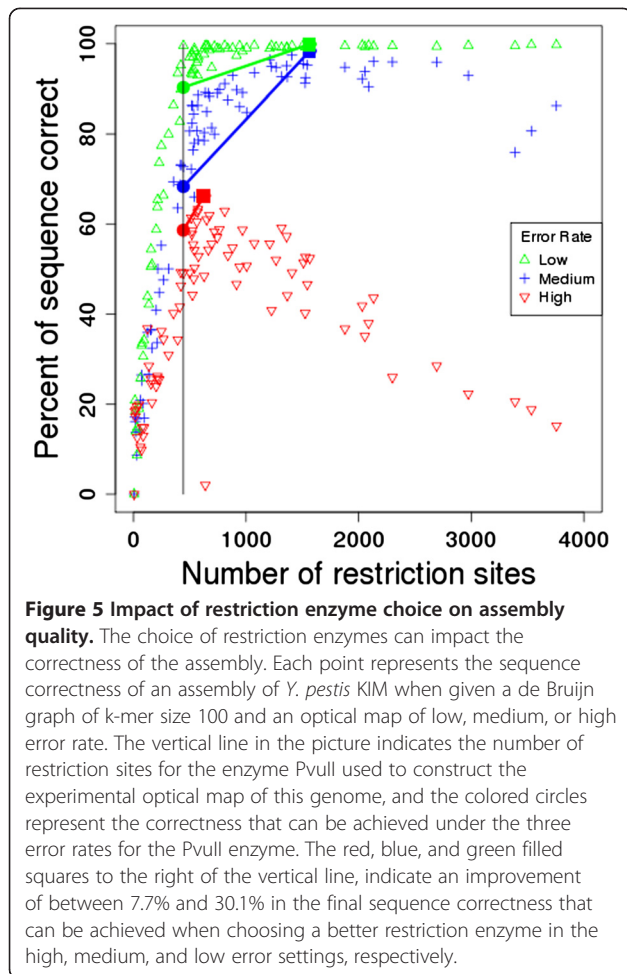 100
80
60
40
20
0
Percent of sequence correct
Error Rate
Low
Medium
High
0
1000
2000
3000
4000
Number of restriction sites
Figure 5 Impact of restriction enzyme choice on assembly
quality. The choice of restriction enzymes can impact the
correctness of the assembly. Each point represents the sequence
correctness of an assembly of Y. pestis KIM when given a de Bruijn
graph of k-mer size 100 and an optical map of low, medium, or high
error rate. The vertical line in the picture indicates the number of
restriction sites for the enzyme PvuII used to construct the
experimental optical map of this genome, and the colored circles
represent the correctness that can be achieved under the three
error rates for the PvuII enzyme. The red, blue, and green filled
squares to the right of the vertical line, indicate an improvement
of between 7.7% and 30.1% in the final sequence correctness that
can be achieved when choosing a better restriction enzyme in the
high, medium, and low error settings, respectively.